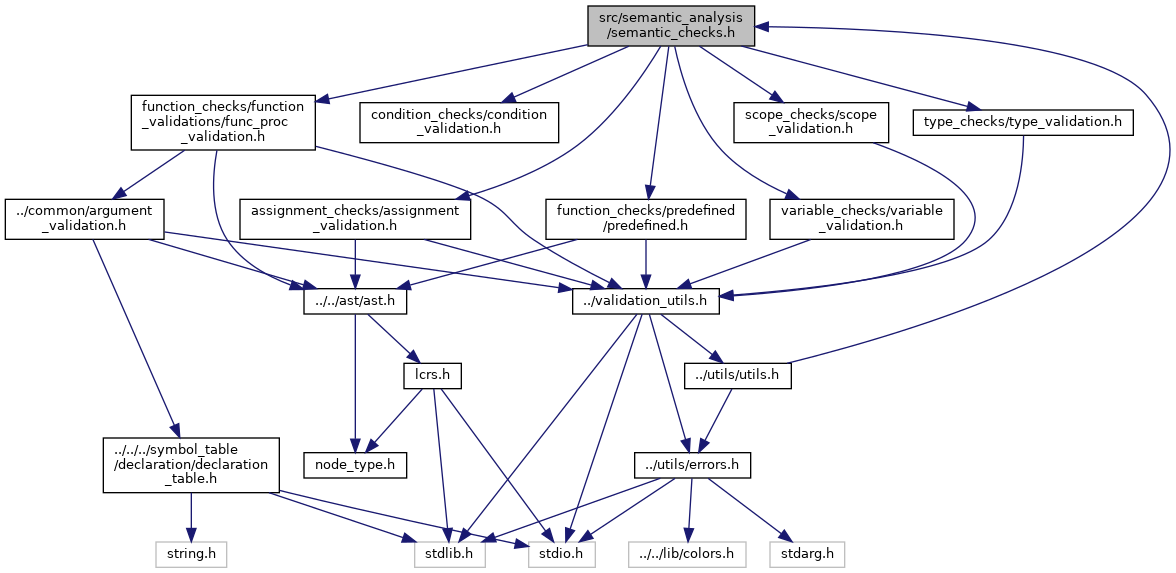 src/semantic_analysis
/semantic_checks.h
function_checks/function
_validations/func_proc
_validation.h
condition_checks/condition
_validation.h
scope_checks/scope
_validation.h
type_checks/type_validation.h
../common/argument
_validation.h
assignment_checks/assignment
_validation.h
function_checks/predefined
/predefined.h
variable_checks/variable
_validation.h
../../ast/ast.h
../validation_utils.h
lcrs.h
../utils/utils.h
../../../symbol_table
/declaration/declaration
_table.h
node_type.h
../utils/errors.h
string.h
stdlib.h
stdio.h
../../lib/colors.h
stdarg.h